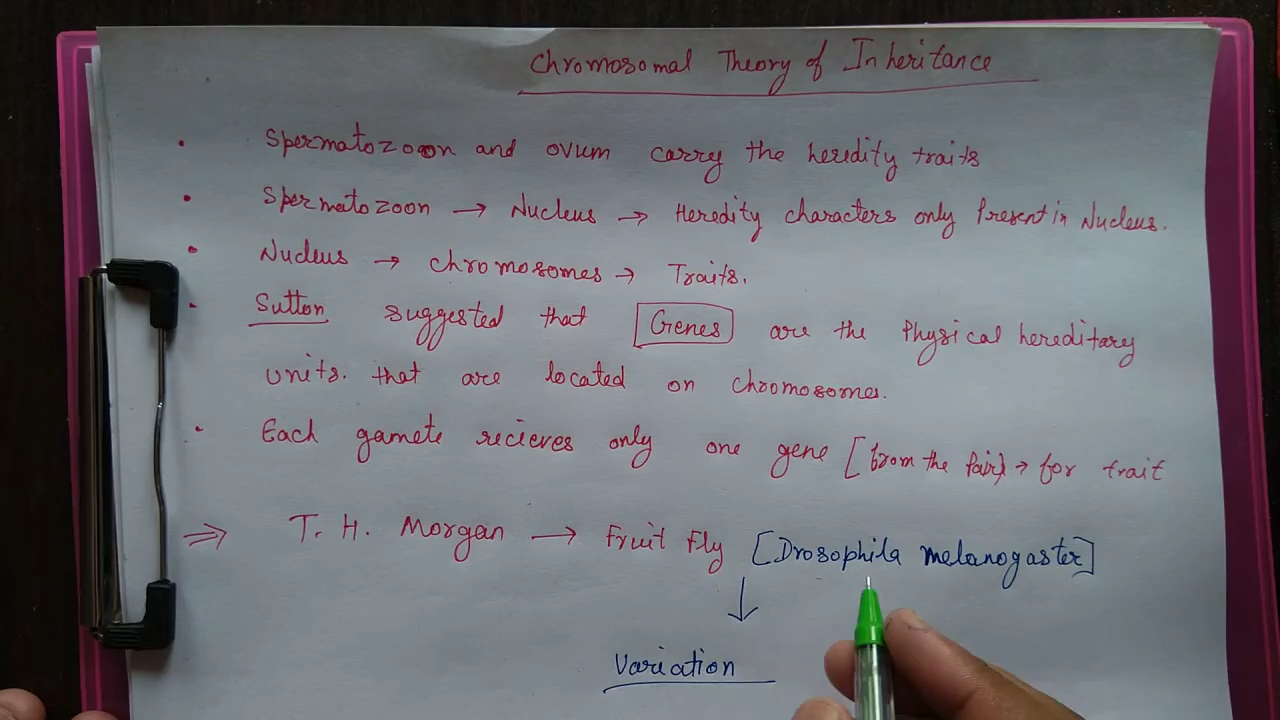 Chromosomal Theory of Inheritance
• Spermatozoon and ovum carry the heredity traits
• Spermatozoon → Nucleus → Heredity characters only Present in Nucleus.
• Nucleus → chromosomes → Traits.
• Sutton suggested that Genes are the Physical hereditary
units. that are located on chromosomes.
• Each gamete recieves only one gene [from the pair) → for trait
⇒ T. H. Morgan → Fruit Fly [Drosophila melanogaster]
↓
Variation